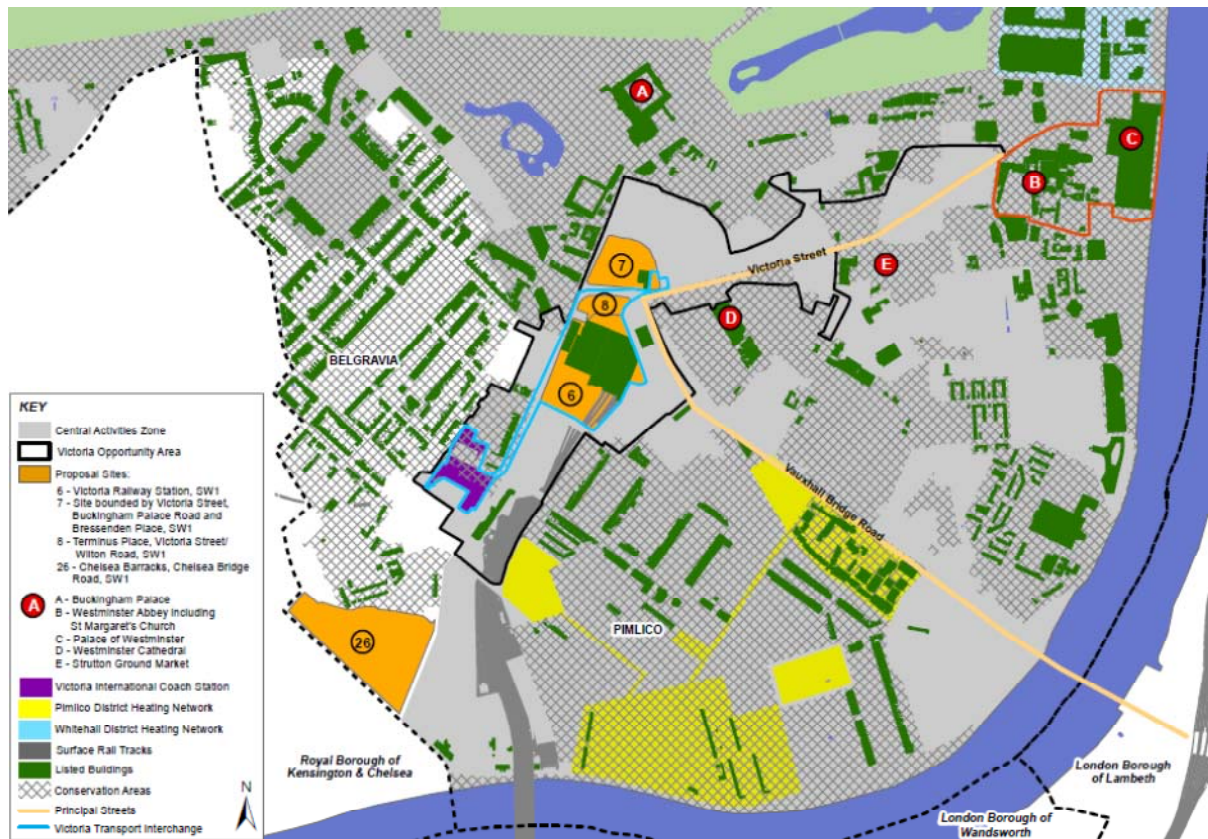 A
C
B
7
Victoria Street
E
8
D
BELGRAVIA
6
Vauxhall Bridge Road
PIMLICO
26
Royal Borough of
Kensington & Chelsea
London Borough
of Lambeth
London Borough of
Wandsworth
KEY
Central Activities Zone
Victoria Opportunity Area
Proposal Sites:
6 - Victoria Railway Station, SW1
7 - Site bounded by Victoria Street,
Buckingham Palace Road and
Bressenden Place, SW1
8 - Terminus Place, Victoria Street/
Wilton Road, SW1
26 - Chelsea Barracks, Chelsea Bridge
Road, SW1
A
A - Buckingham Palace
B - Westminster Abbey Including
St Margaret's Church
C - Palace of Westminster
D - Westminster Cathedral
E - Strutton Ground Market
Victoria International Coach Station
Pimlico District Heating Network
Whitehall District Heating Network
Surface Rail Tracks
Listed Buildings
Conservation Areas
Principal Streets
Victoria Transport Interchange
N